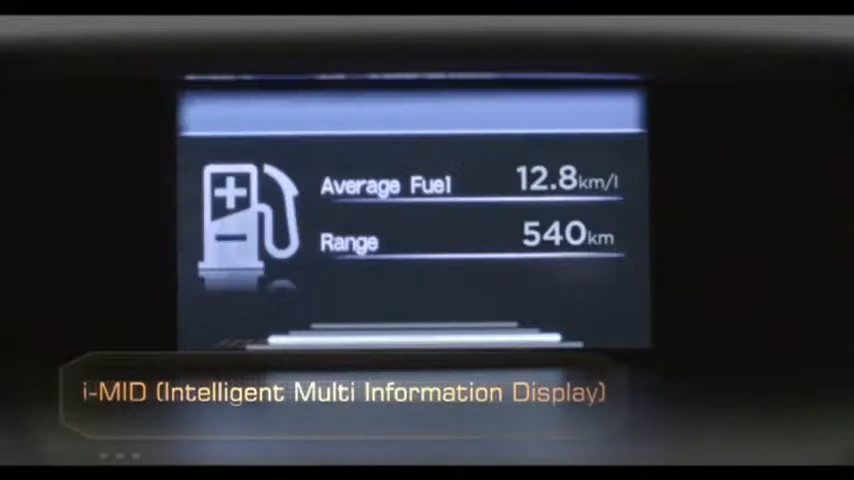 Average Fuel 12.8km/l
Range 540km
i-MID (Intelligent Multi Information Display)